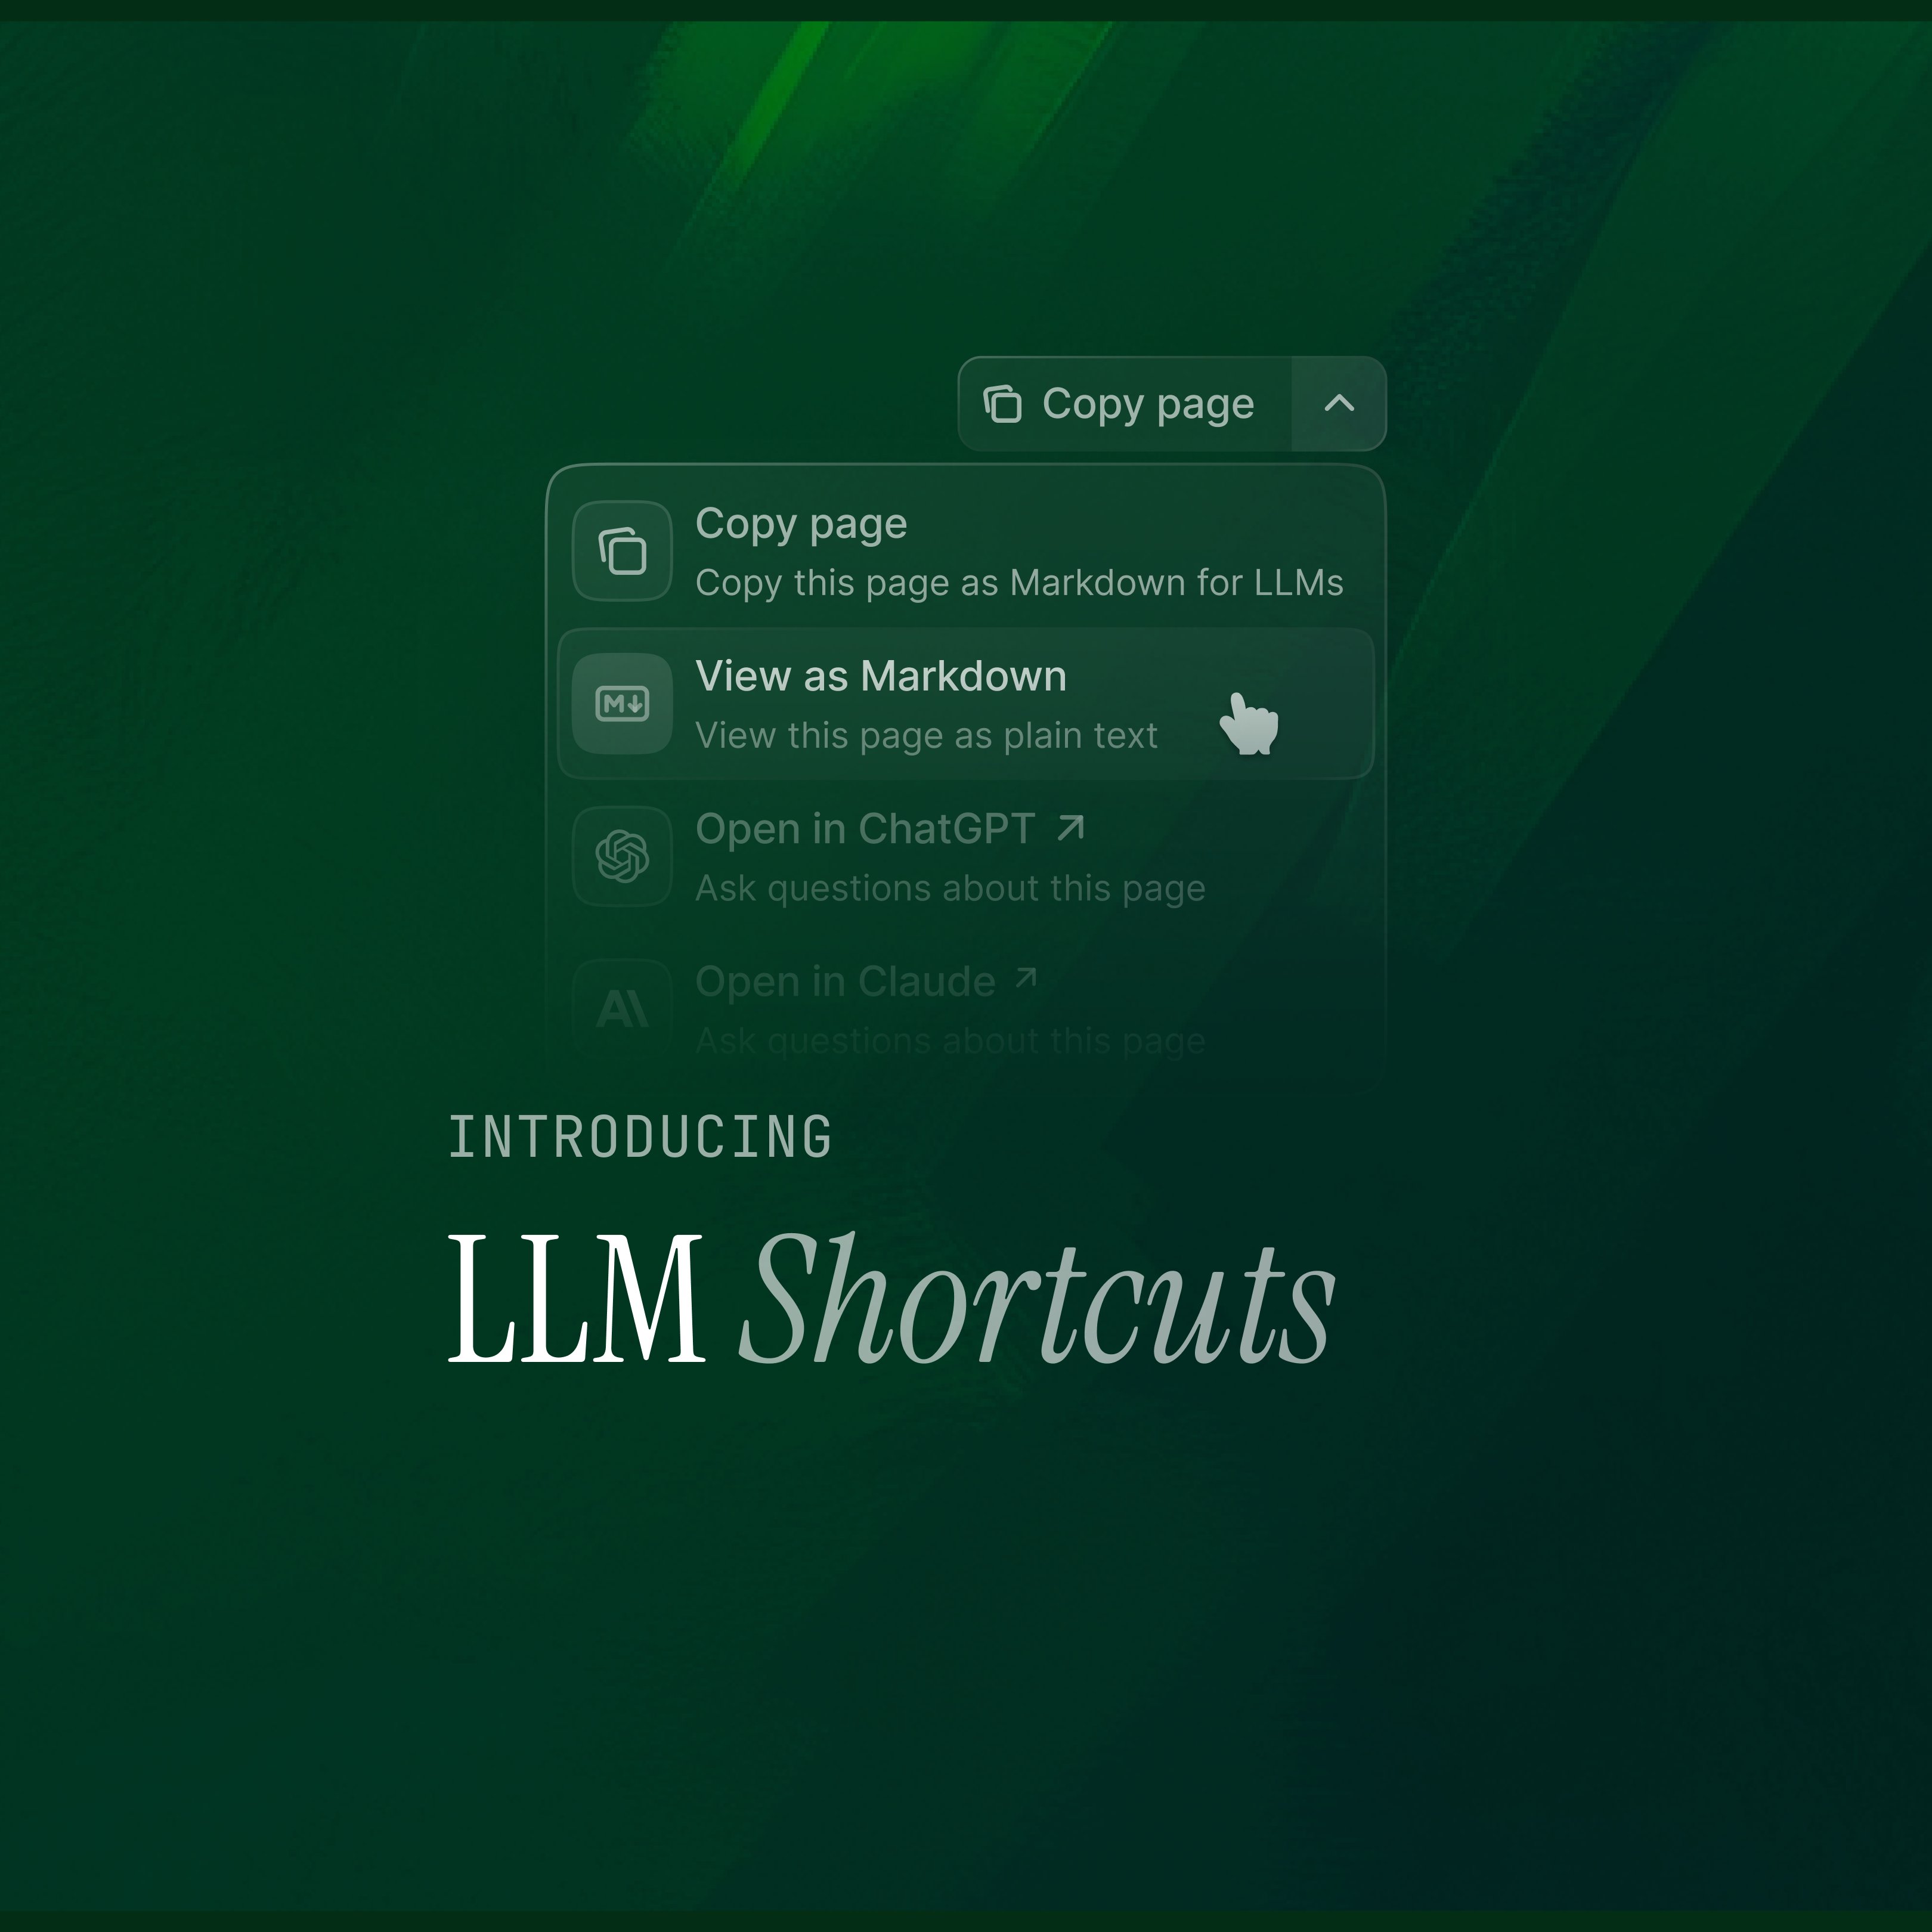 Copy page
Copy page
Copy this page as Markdown for LLMs
View as Markdown
View this page as plain text
Open in ChatGPT
Ask questions about this page
Open in Claude
Ask questions about this page
INTRODUCING
LLM Shortcuts